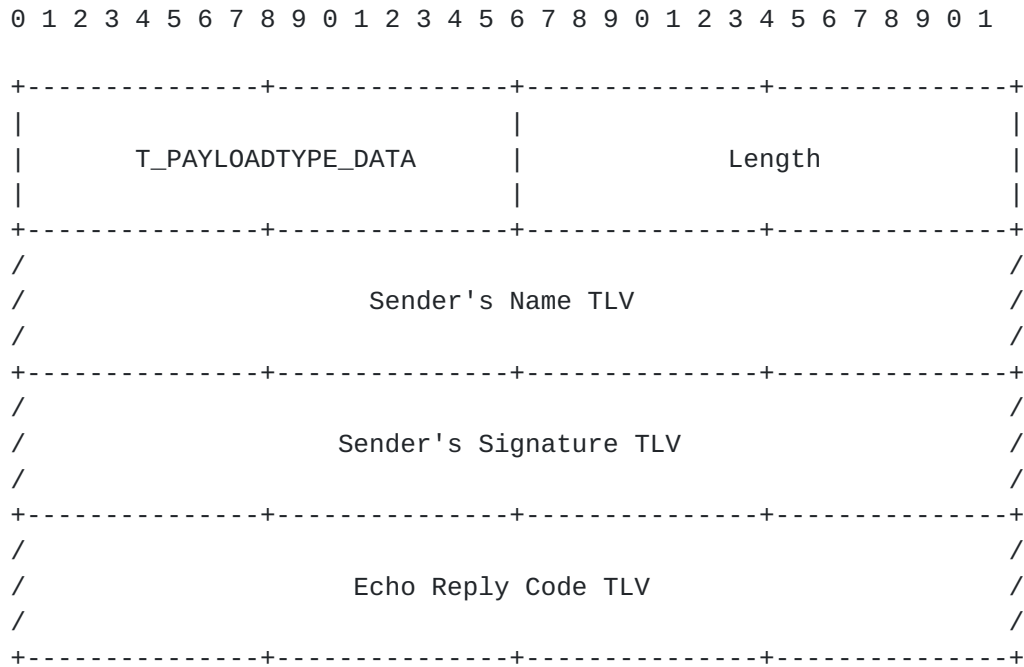 0 1 2 3 4 5 6 7 8 9 0 1 2 3 4 5 6 7 8 9 0 1 2 3 4 5 6 7 8 9 0 1
+---------------+---------------+---------------+---------------+
|                               |                               |
|       T_PAYLOADTYPE_DATA      |             Length            |
|                               |                               |
+---------------+---------------+---------------+---------------+
/                                                               /
/                      Sender's Name TLV                        /
/                                                               /
+---------------+---------------+---------------+---------------+
/                                                               /
/                    Sender's Signature TLV                     /
/                                                               /
+---------------+---------------+---------------+---------------+
/                                                               /
/                     Echo Reply Code TLV                       /
/                                                               /
+---------------+---------------+---------------+---------------+